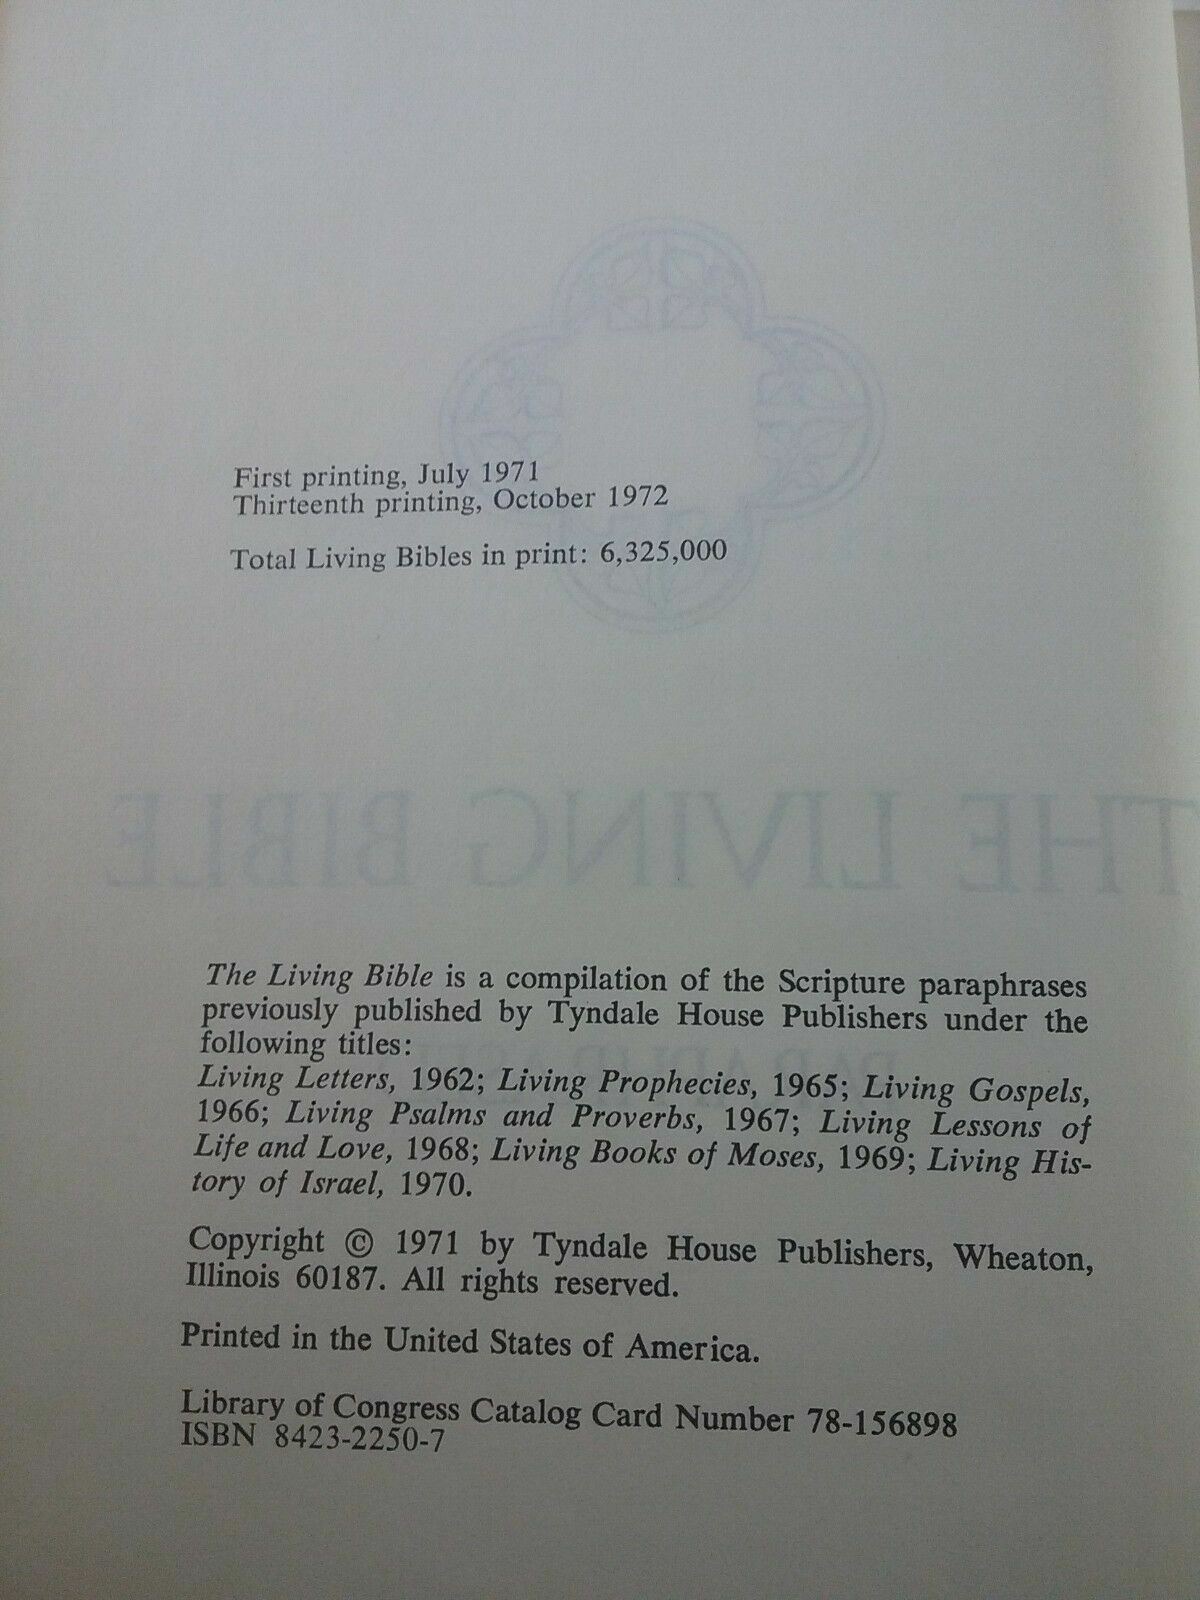 First printing, July 1971
Thirteenth printing, October 1972
Total Living Bibles in print: 6,325,000
THE LIVING BIBLE
The Living Bible is a compilation of the Scripture paraphrases
previously published by Tyndale House Publishers under the
following titles:
Living Letters, 1962; Living Prophecies, 1965; Living Gospels,
1966; Living Psalms and Proverbs, 1967; Living Lessons of
Life and Love, 1968; Living Books of Moses, 1969; Living His-
tory of Israel, 1970.
Copyright © 1971 by Tyndale House Publishers, Wheaton,
Illinois 60187. All rights reserved.
Printed in the United States of America.
Library of Congress Catalog Card Number 78-156898
ISBN 8423-2250-7